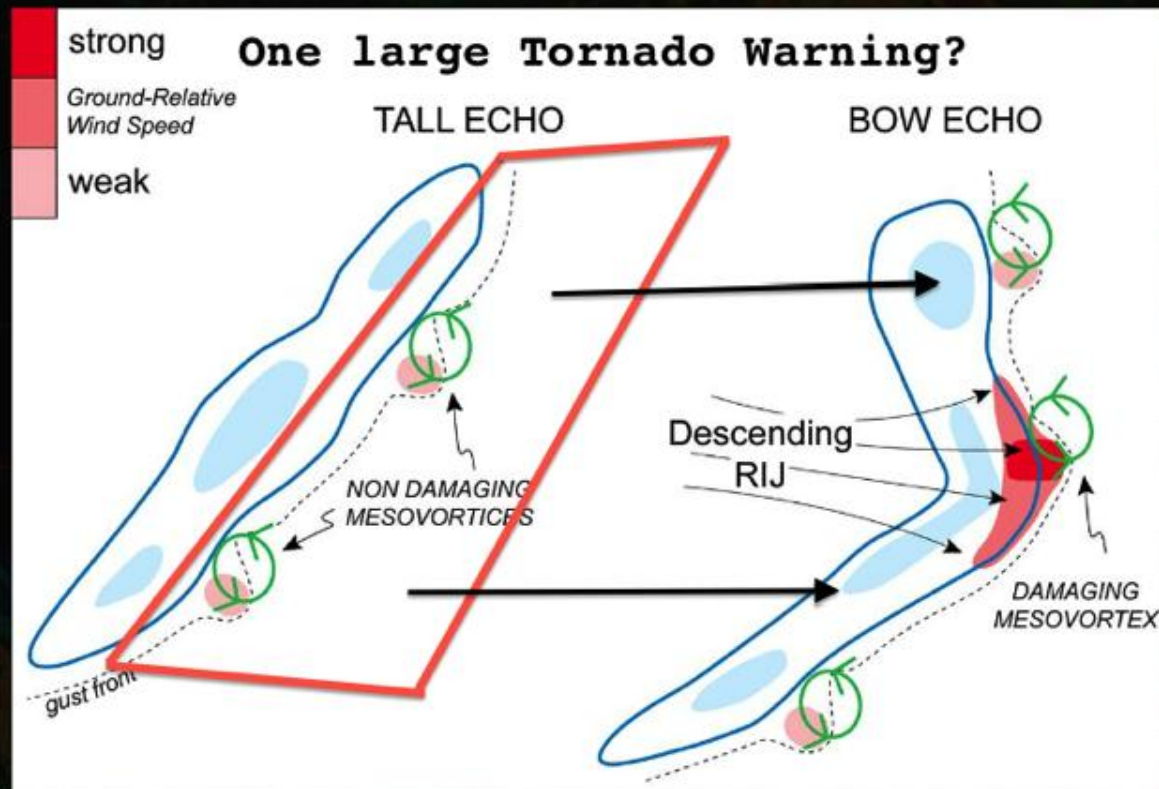 One large Tornado Warning?
strong
Ground-Relative
Wind Speed
weak
TALL ECHO
BOW ECHO
Descending
RIJ
NON DAMAGING
MESOVORTICES
DAMAGING
MESOVORTEX
gust front